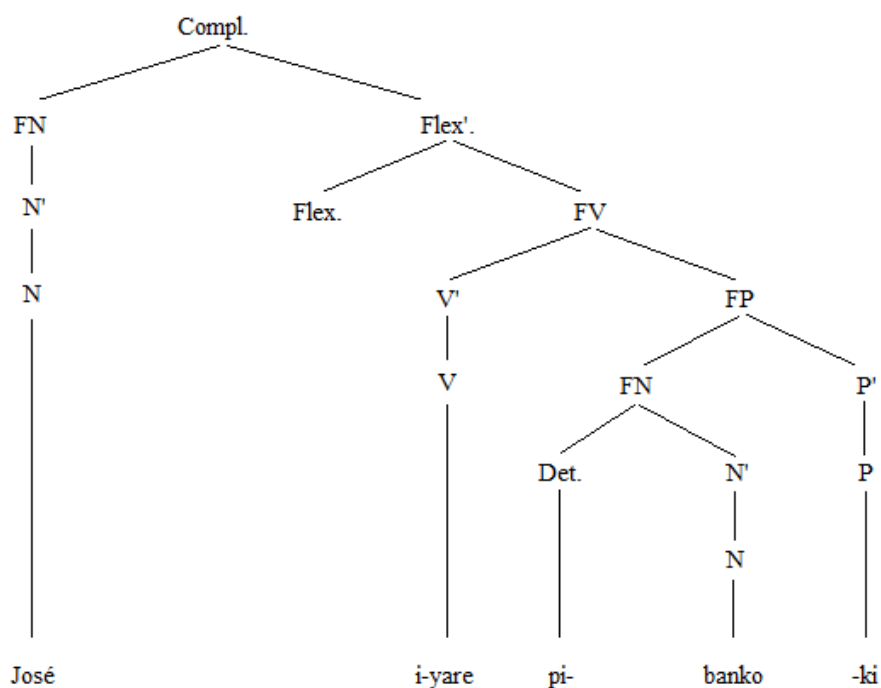 Compl.
FN Flex'.
N' Flex. FV
N V' FP
V FN P'
Det. N' P
N
José i-yare pi- banko -ki